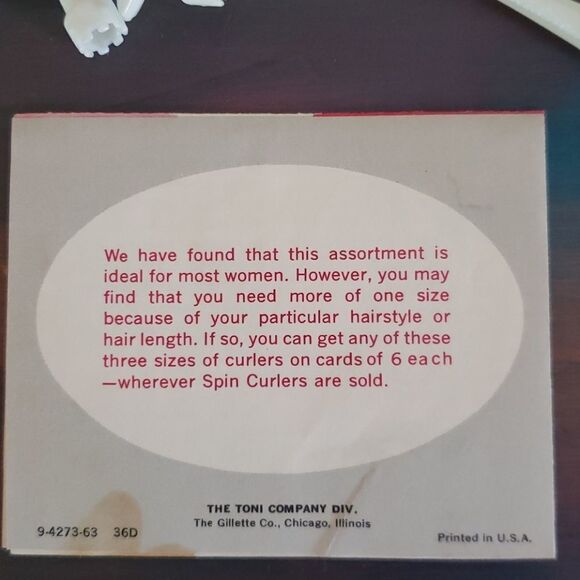 We have found that this assortment is
ideal for most women. However, you may
find that you need more of one size
because of your particular hairstyle or
hair length. If so, you can get any of these
three sizes of curlers on cards of 6 each
—wherever Spin Curlers are sold.
THE TONI COMPANY DIV.
The Gillette Co., Chicago, Illinois
9-4273-63 36D
Printed in U.S.A.